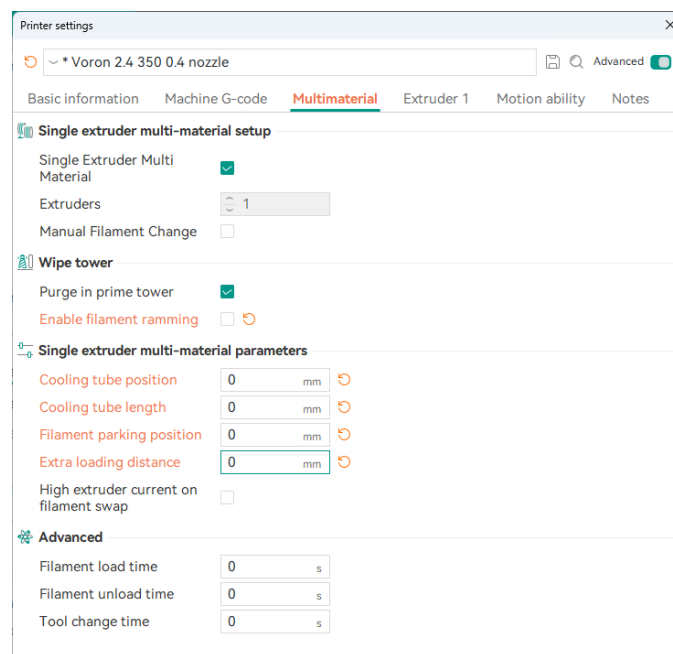 Printer settings
* Voron 2.4 350 0.4 nozzle
Advanced
Basic information Machine G-code Multimaterial Extruder 1 Motion ability Notes
Single extruder multi-material setup
Single Extruder Multi
Material
Extruders 1
Manual Filament Change
Wipe tower
Purge in prime tower
Enable filament ramming
Single extruder multi-material parameters
Cooling tube position 0 mm
Cooling tube length 0 mm
Filament parking position 0 mm
Extra loading distance 0 mm
High extruder current on
filament swap
Advanced
Filament load time 0 s
Filament unload time 0 s
Tool change time 0 s